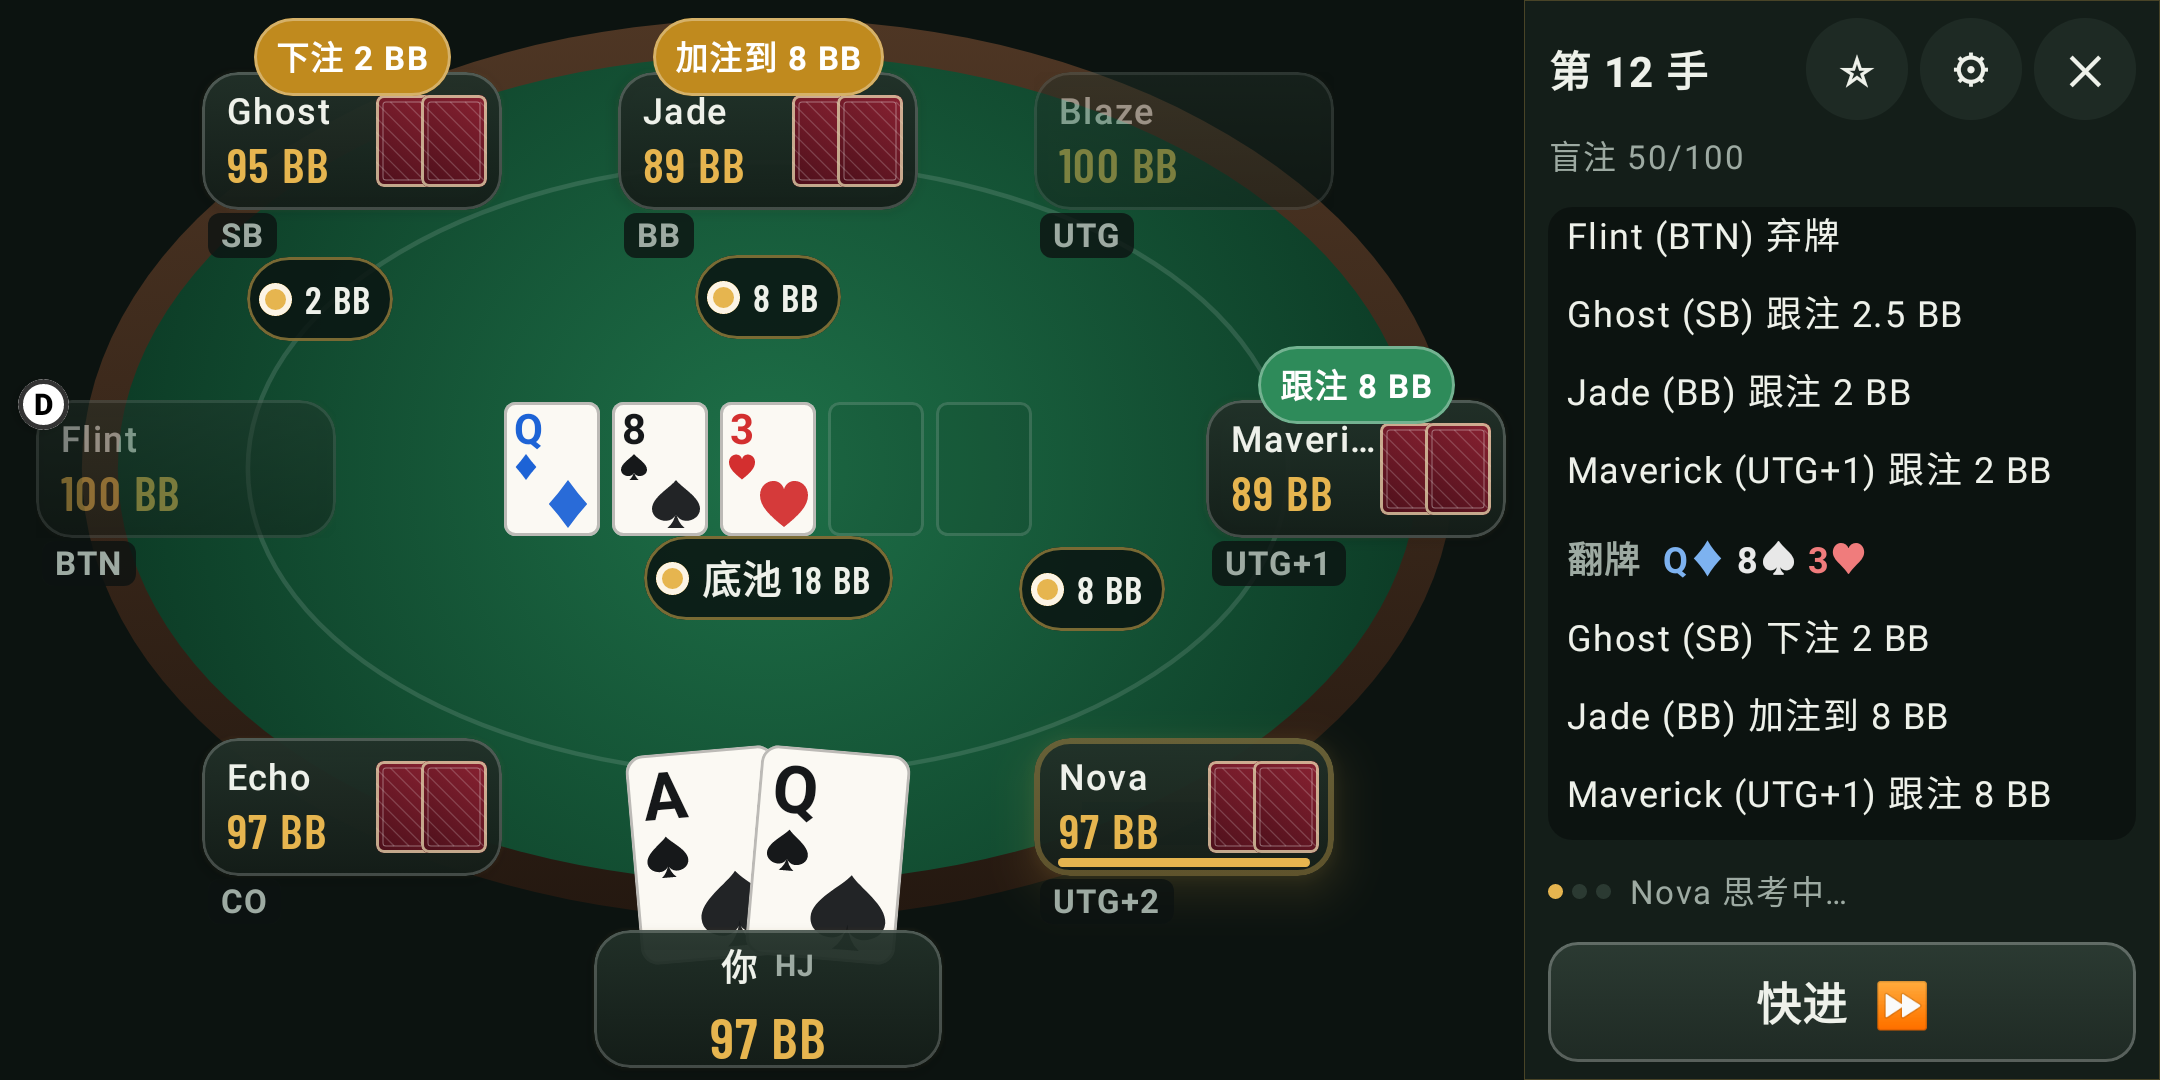 下注 2 BB
加注到 8 BB
Ghost
95 BB
SB
Jade
89 BB
BB
Blaze
100 BB
UTG
2 BB
8 BB
D
Flint
100 BB
BTN
Q
8
3
跟注 8 BB
Maveri...
89 BB
UTG+1
底池 18 BB
8 BB
Echo
97 BB
CO
A
Q
你 HJ
97 BB
Nova
97 BB
UTG+2
第 12 手
盲注 50/100
Flint (BTN) 弃牌
Ghost (SB) 跟注 2.5 BB
Jade (BB) 跟注 2 BB
Maverick (UTG+1) 跟注 2 BB
翻牌 Q♦ 8♠ 3♥
Ghost (SB) 下注 2 BB
Jade (BB) 加注到 8 BB
Maverick (UTG+1) 跟注 8 BB
Nova 思考中...
快进